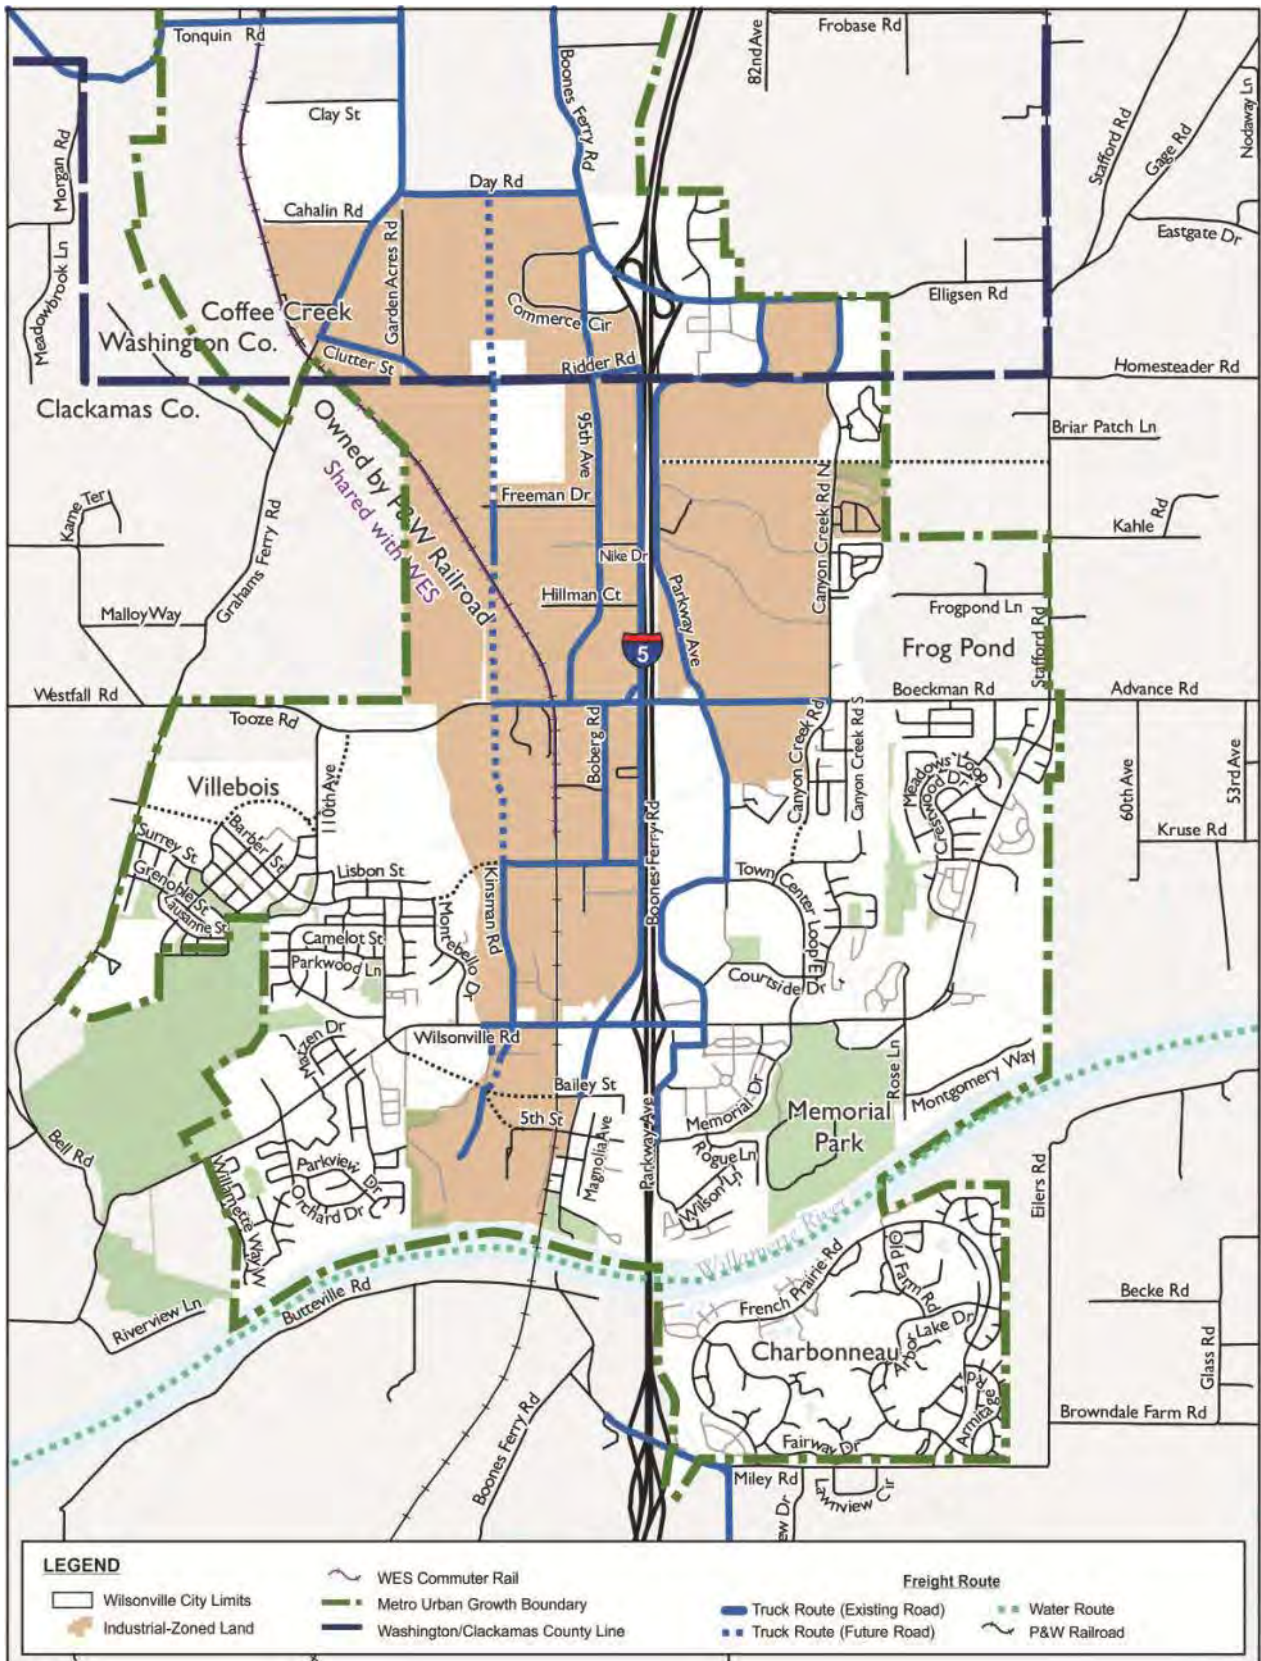 Tonquin Rd
Boones Ferry Rd
82nd Ave
Frobase Rd
Clay St
Morgan Rd
Stafford Rd
Gage Rd
Nodaway Ln
Day Rd
Cahalin Rd
Garden Acres Rd
Eastgate Dr
Meadowbrook Ln
Coffee Creek
Commerce Cir
Elligsen Rd
Washington Co.
Clutter St
Ridder Rd
Homesteader Rd
Clackamas Co.
Owned by P&W Railroad
Shared with WES
95th Ave
Briar Patch Ln
Canyon Creek Rd N
Kame Ter
Freeman Dr
Kahle Rd
Grahams Ferry Rd
Nike Dr
Malloy Way
Hillman Ct
Parkway Ave
Frogpond Ln
Stafford Rd
5
Frog Pond
Westfall Rd
Boeckman Rd
Advance Rd
Tooze Rd
Boberg Rd
Canyon Creek Rd
Canyon Creek Rd S
Villebois
110th Ave
Meadows Loop
Crestwood Dr
60th Ave
53rd Ave
Boones Ferry Rd
Kruse Rd
Surrey St
Barber St
Grenoble St
Lausanne St
Lisbon St
Kinsman Rd
Town Center Loop E
Montebello Dr
Camelot St
Parkwood Ln
Courtside Dr
Wilsonville Rd
Marzen Dr
Rose Ln
Montgomery Way
Bailey St
5th St
Memorial Dr
Memorial
Park
Bell Rd
Magnolia Ave
Parkway Ave
Rogue Ln
Wilson Ln
Parkview Dr
Orchard Dr
Willamette Way W
Eilers Rd
Willamette River
Old Farm Rd
French Prairie Rd
Riverview Ln
Butteville Rd
Becke Rd
Arbor Lake Dr
Charbonneau
Glass Rd
Armitage Rd
Browndale Farm Rd
Boones Ferry Rd
Fairway Dr
Miley Rd
Lawnview Cir
ew Dr
LEGEND
Wilsonville City Limits
Industrial-Zoned Land
WES Commuter Rail
Metro Urban Growth Boundary
Washington/Clackamas County Line
Freight Route
Truck Route (Existing Road)
Truck Route (Future Road)
Water Route
P&W Railroad